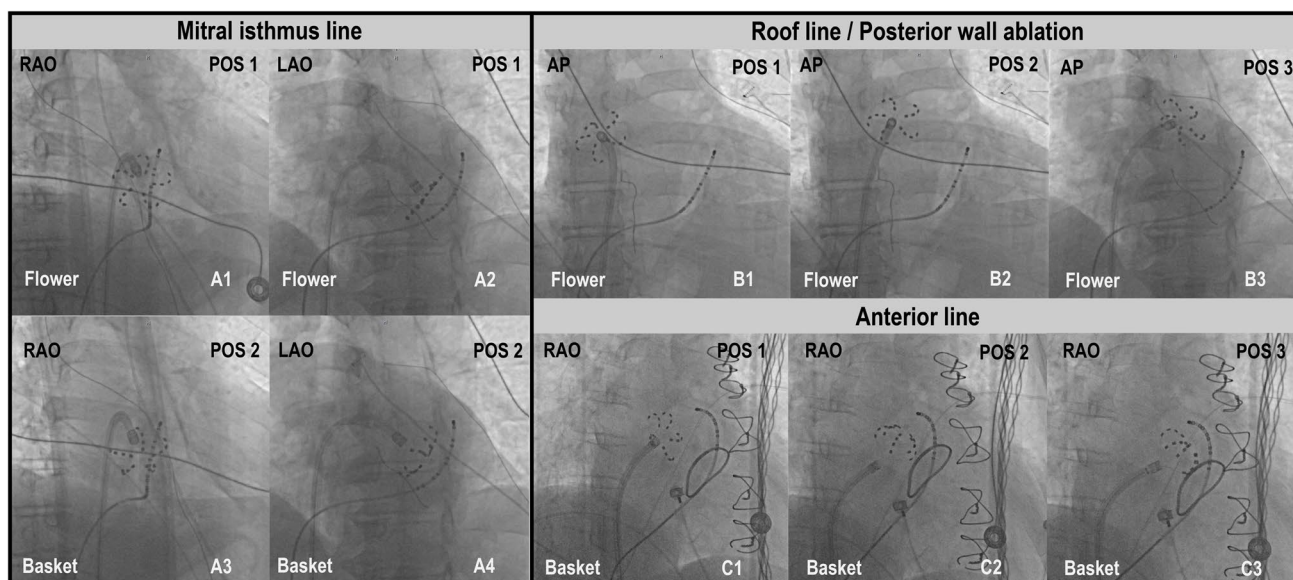 Mitral isthmus line
RAO POS 1
Flower A1
LAO POS 1
Flower A2
RAO POS 2
Basket A3
LAO POS 2
Basket A4
Roof line / Posterior wall ablation
AP POS 1
Flower B1
AP POS 2
Flower B2
AP POS 3
Flower B3
Anterior line
RAO POS 1
Basket C1
RAO POS 2
Basket C2
RAO POS 3
Basket C3